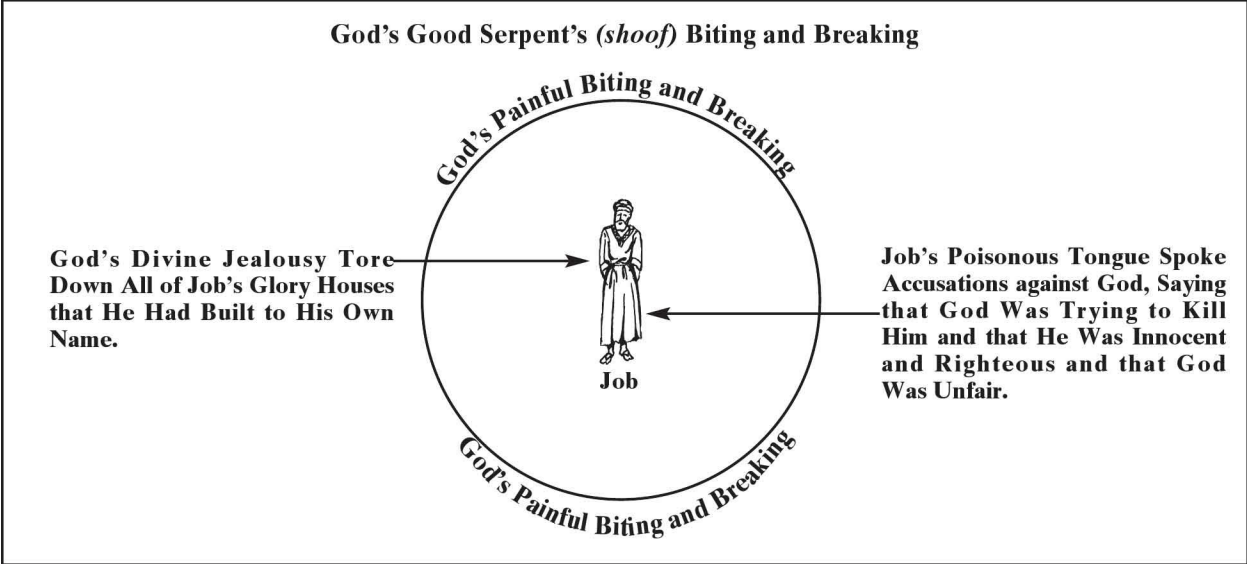 God's Good Serpent's (shoof) Biting and Breaking
God's Painful Biting and Breaking
God's Divine Jealousy Tore
Down All of Job's Glory Houses
that He Had Built to His Own
Name.
Job's Poisonous Tongue Spoke
Accusations against God, Saying
that God Was Trying to Kill
Him and that He Was Innocent
and Righteous and that God
Was Unfair.
Job
God's Painful Biting and Breaking